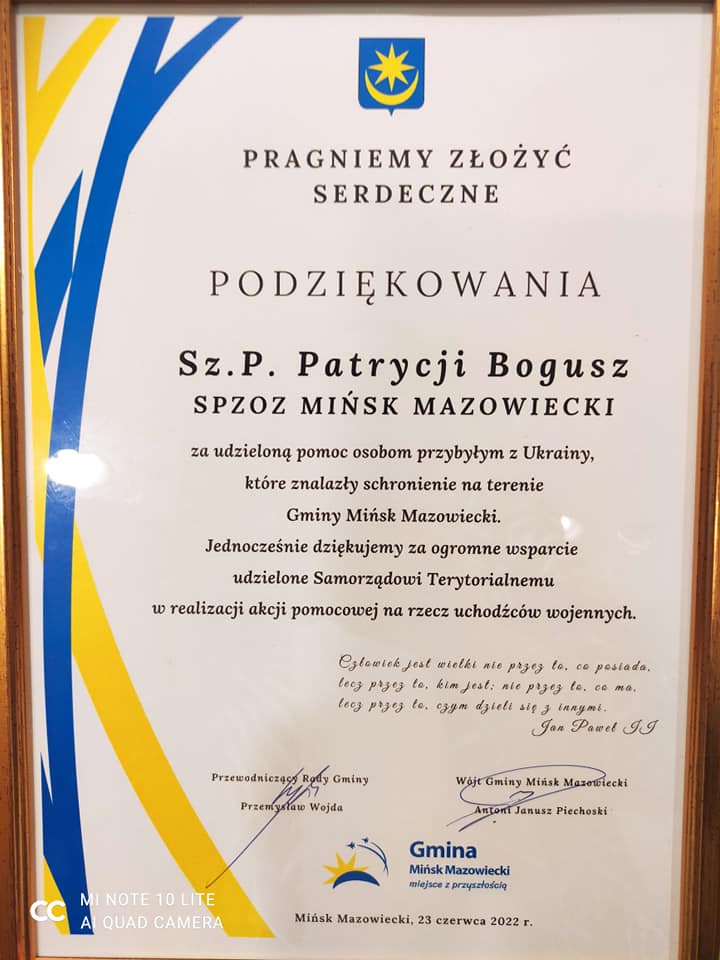 PRAGNIEMY ZŁOŻYĆ
SERDECZNE
PODZIĘKOWANIA
Sz.P. Patrycji Bogusz
SPZOZ MIŃSK MAZOWIECKI
za udzieloną pomoc osobom przybyłym z Ukrainy,
które znalazły schronienie na terenie
Gminy Mińsk Mazowiecki.
Jednocześnie dziękujemy za ogromne wsparcie
udzielone Samorządowi Terytorialnemu
w realizacji akcji pomocowej na rzecz uchodźców wojennych.
Człowiek jest wielki nie przez to, co posiada,
lecz przez to, kim jest; nie przez to, co ma,
lecz przez to, czym dzieli się z innymi.
Jan Paweł II
Przewodniczący Rady Gminy
Przemysław Wojda
Wójt Gminy Mińsk Mazowiecki
Antoni Janusz Piechoski
Gmina
Mińsk Mazowiecki
miejsce z przyszłością
Mińsk Mazowiecki, 23 czerwca 2022 r.
MI NOTE 10 LITE
AI QUAD CAMERA